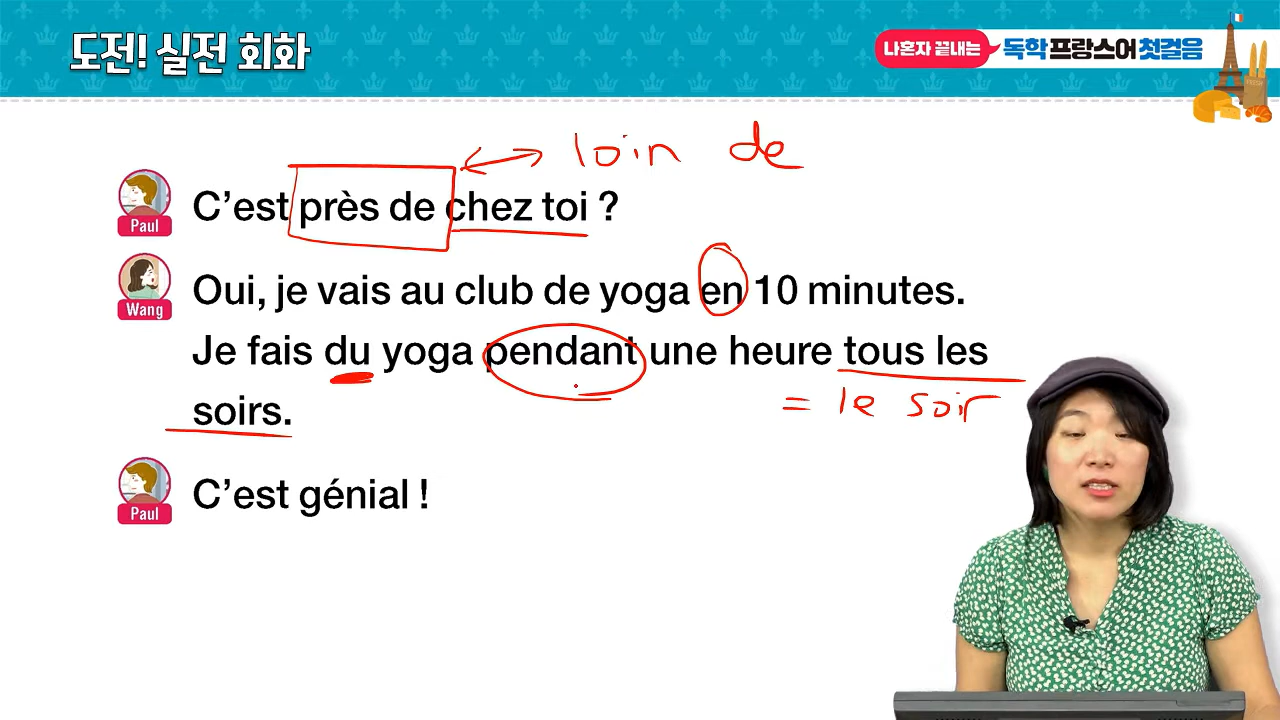 도전! 실전 회화
나혼자 끝내는 독학 프랑스어 첫걸음
loin de
C'est près de chez toi ?
Paul
Oui, je vais au club de yoga en 10 minutes.
Wang
Je fais du yoga pendant une heure tous les
= le soir
soirs.
C'est génial !
Paul